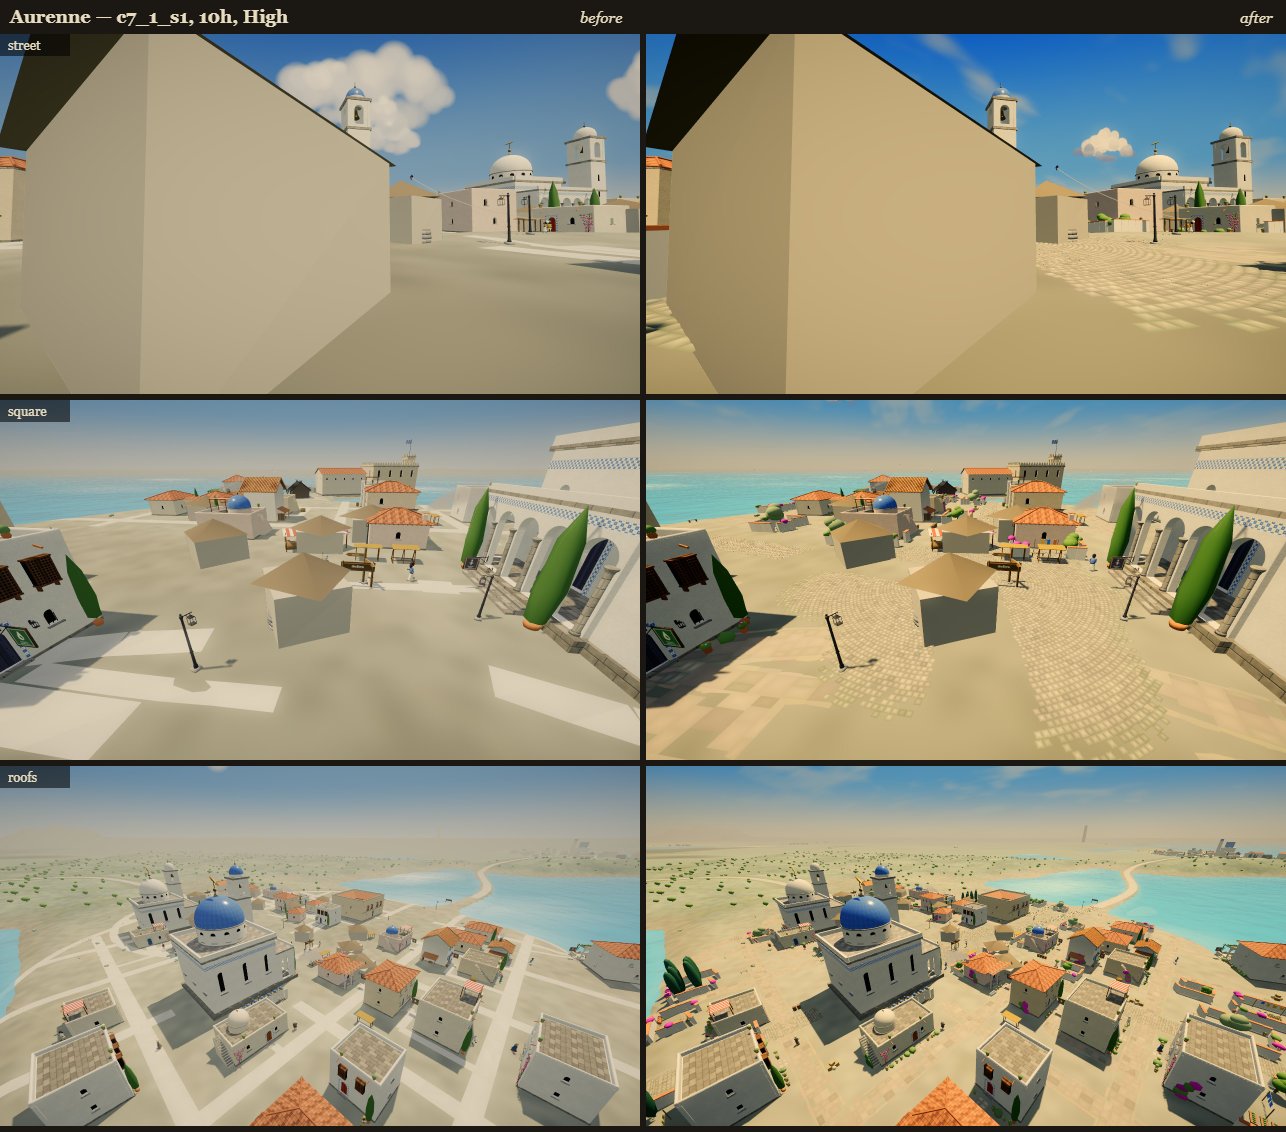 Aurenne — c7_1_s1, 10h, High
before
after
street
square
roofs